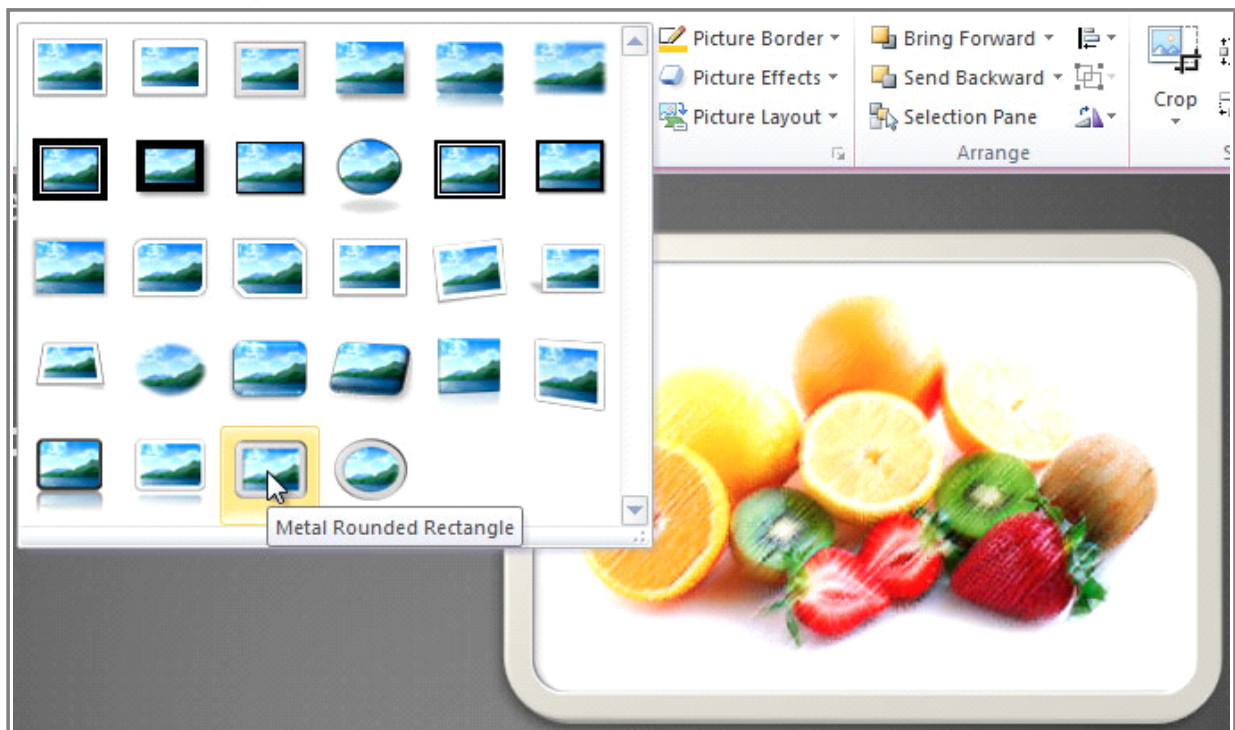 Picture Border
Picture Effects
Picture Layout
Bring Forward
Send Backward
Selection Pane
Arrange
Crop
Metal Rounded Rectangle